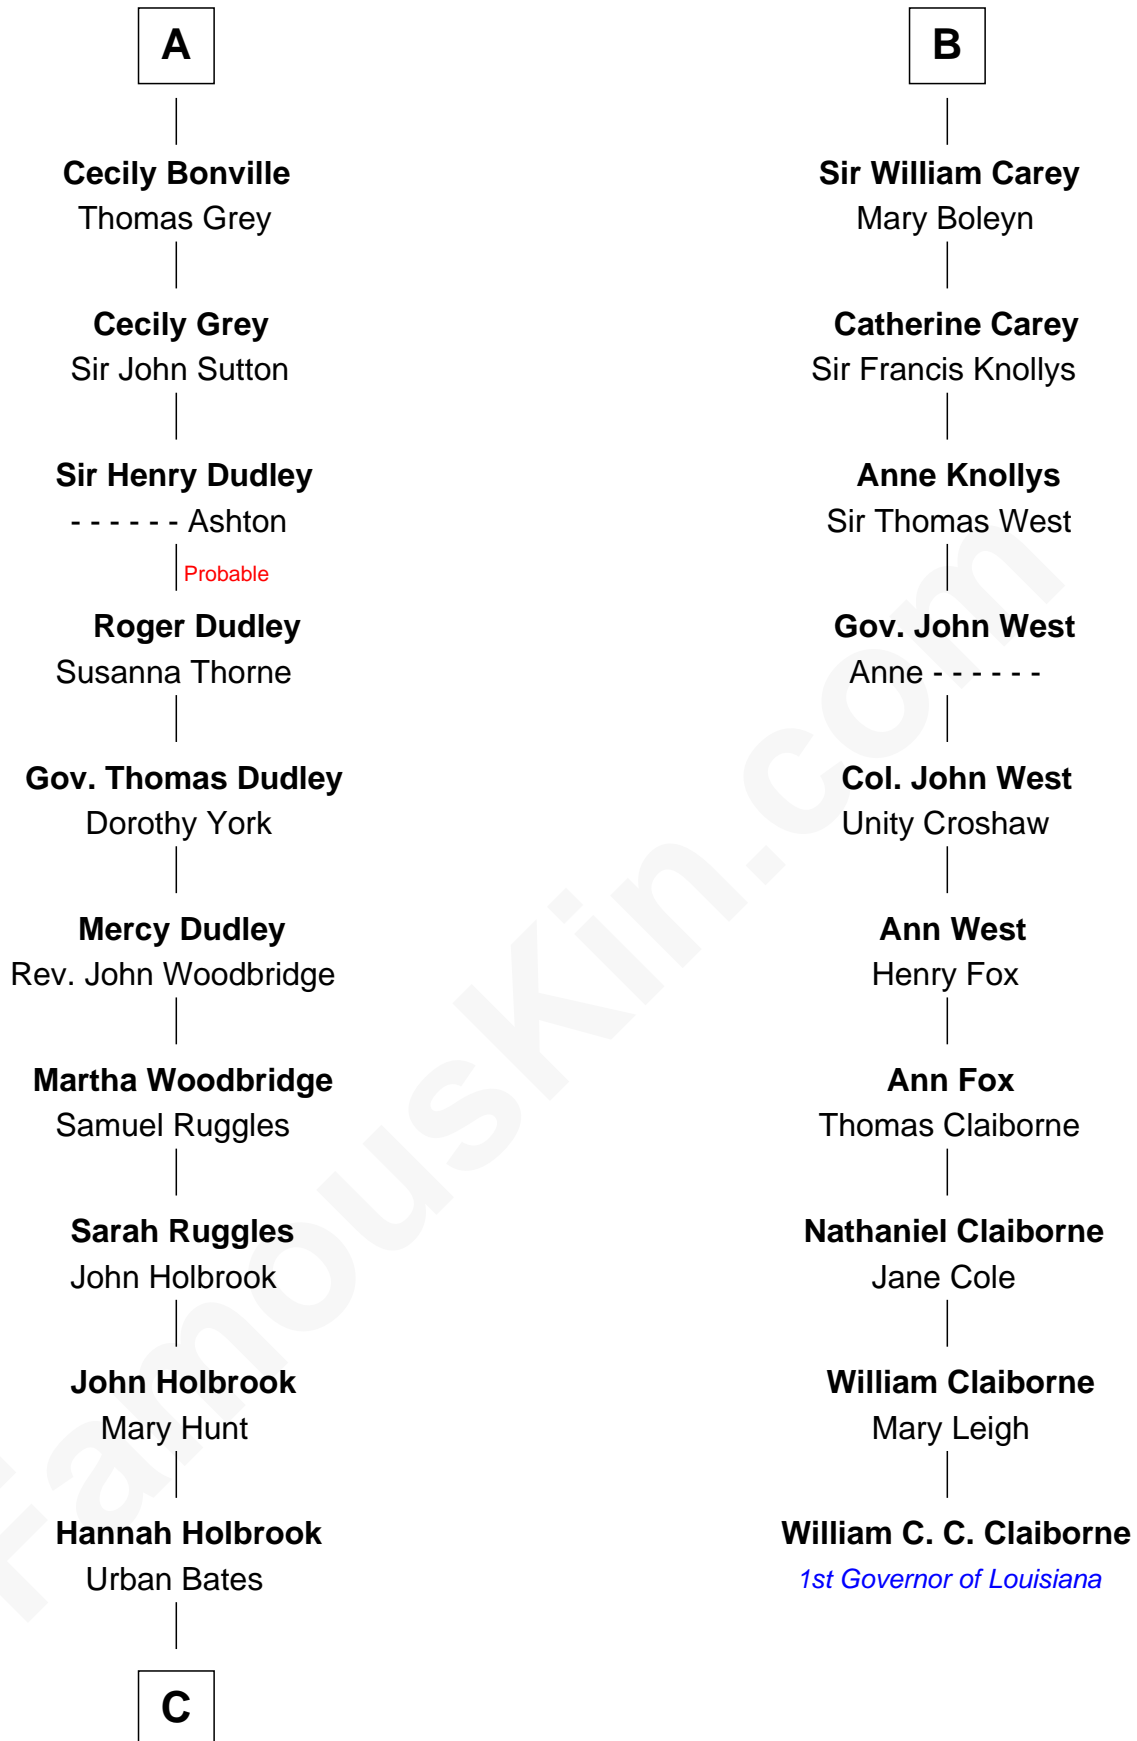 A
Cecily Bonville
Thomas Grey
Cecily Grey
Sir John Sutton
Sir Henry Dudley
- - - - - - Ashton
Probable
Roger Dudley
Susanna Thorne
Gov. Thomas Dudley
Dorothy York
Mercy Dudley
Rev. John Woodbridge
Martha Woodbridge
Samuel Ruggles
Sarah Ruggles
John Holbrook
John Holbrook
Mary Hunt
Hannah Holbrook
Urban Bates
C
B
Sir William Carey
Mary Boleyn
Catherine Carey
Sir Francis Knollys
Anne Knollys
Sir Thomas West
Gov. John West
Anne - - - - - -
Col. John West
Unity Croshaw
Ann West
Henry Fox
Ann Fox
Thomas Claiborne
Nathaniel Claiborne
Jane Cole
William Claiborne
Mary Leigh
William C. C. Claiborne
1st Governor of Louisiana
FamousKin.com